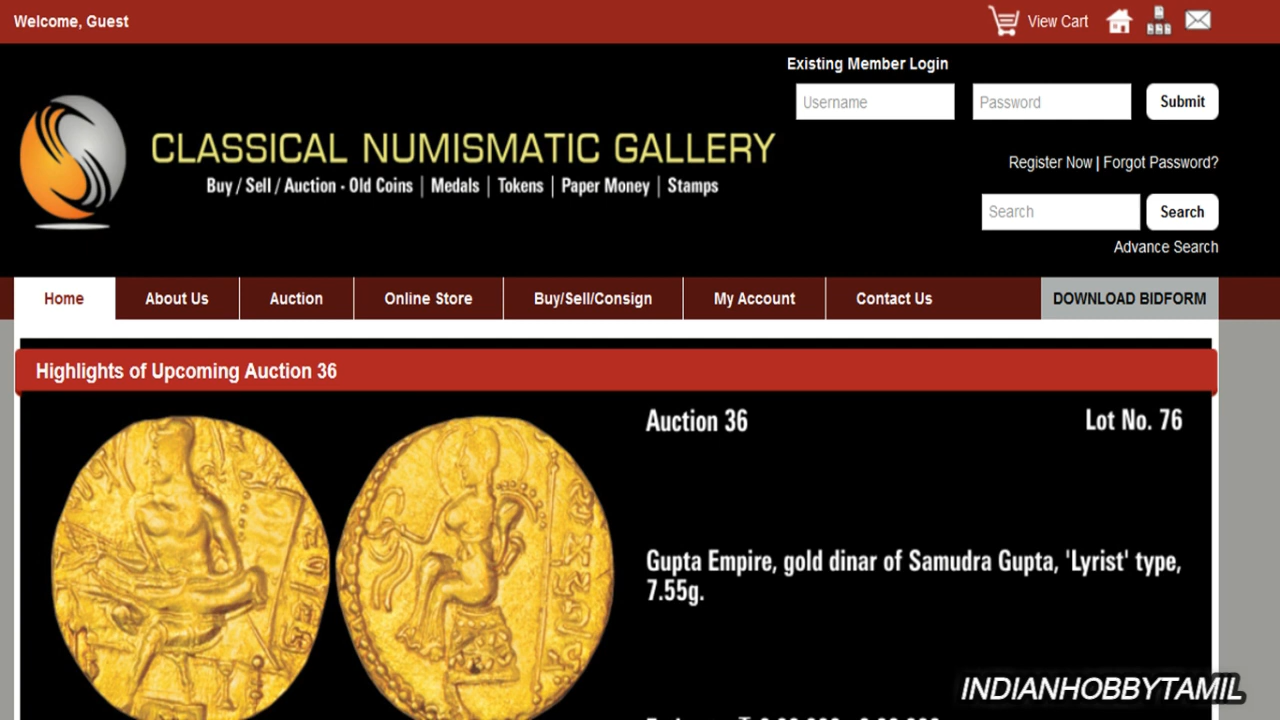 Welcome, Guest
View Cart
Existing Member Login
Username
Password
Submit
CLASSICAL NUMISMATIC GALLERY
Buy / Sell / Auction - Old Coins | Medals | Tokens | Paper Money | Stamps
Register Now | Forgot Password?
Search
Search
Advance Search
Home
About Us
Auction
Online Store
Buy/Sell/Consign
My Account
Contact Us
DOWNLOAD BIDFORM
Highlights of Upcoming Auction 36
Auction 36
Lot No. 76
Gupta Empire, gold dinar of Samudra Gupta, 'Lyrist' type,
7.55g.
INDIANHOBBYTAMIL